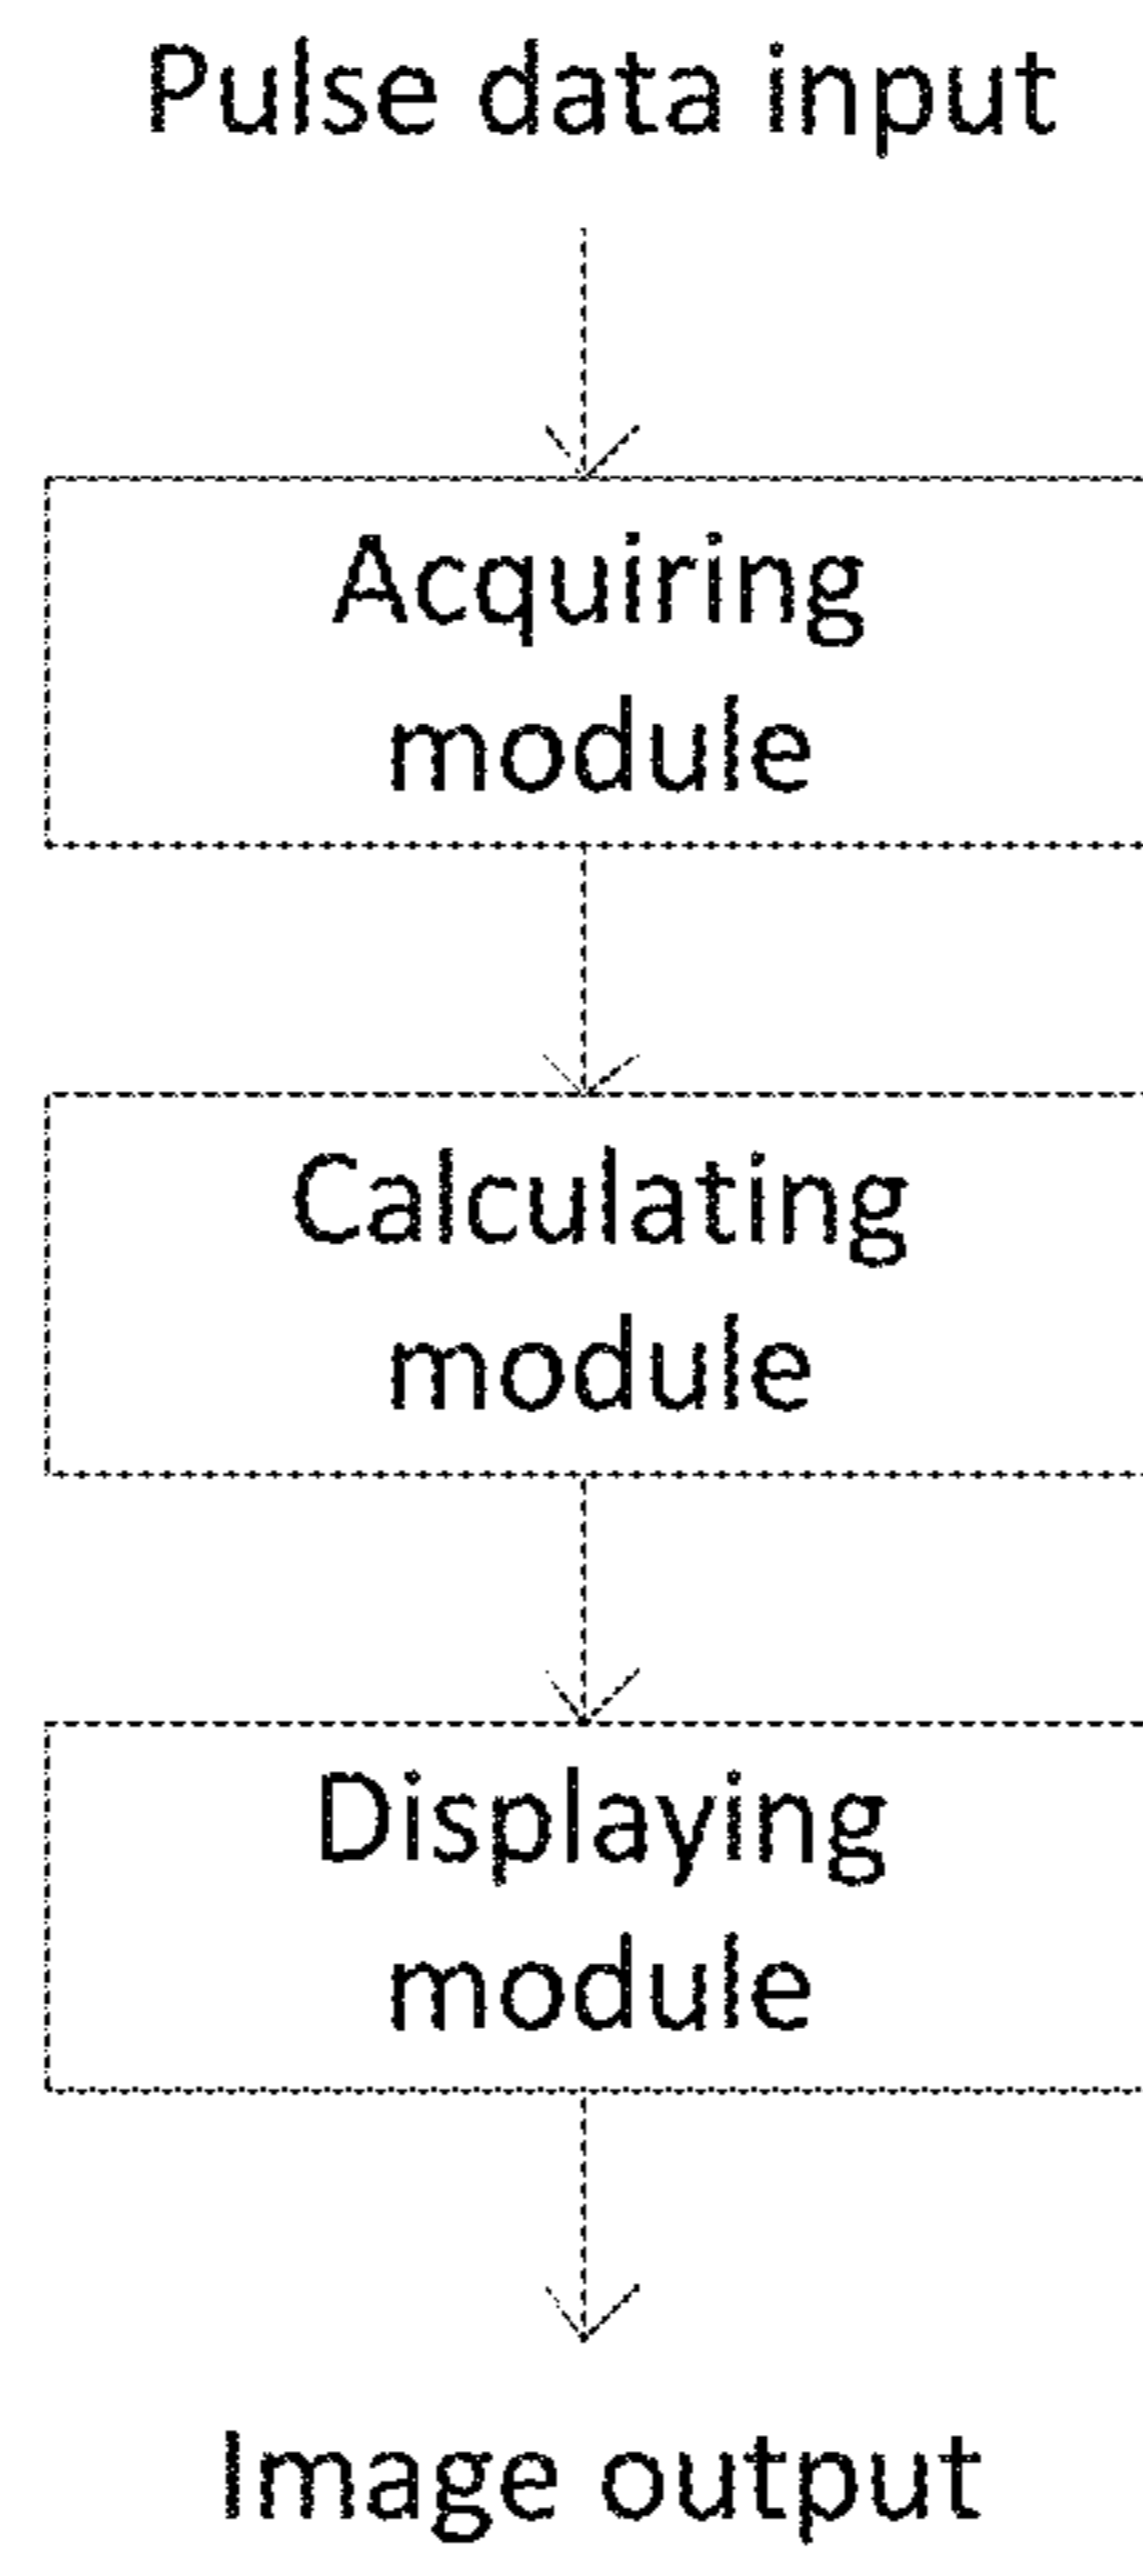 Pulse data input
Acquiring
module
Calculating
module
Displaying
module
Image output